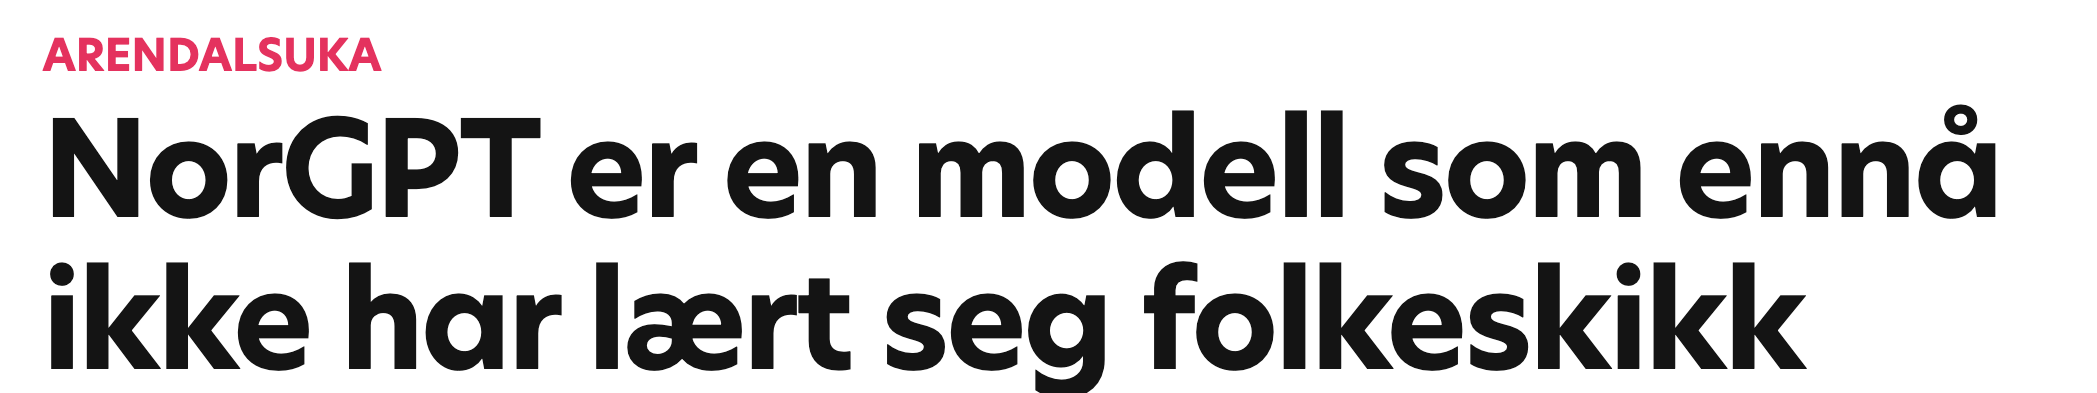 ARENDALSUKA
NorGPT er en modell som ennå
ikke har lært seg folkeskikk